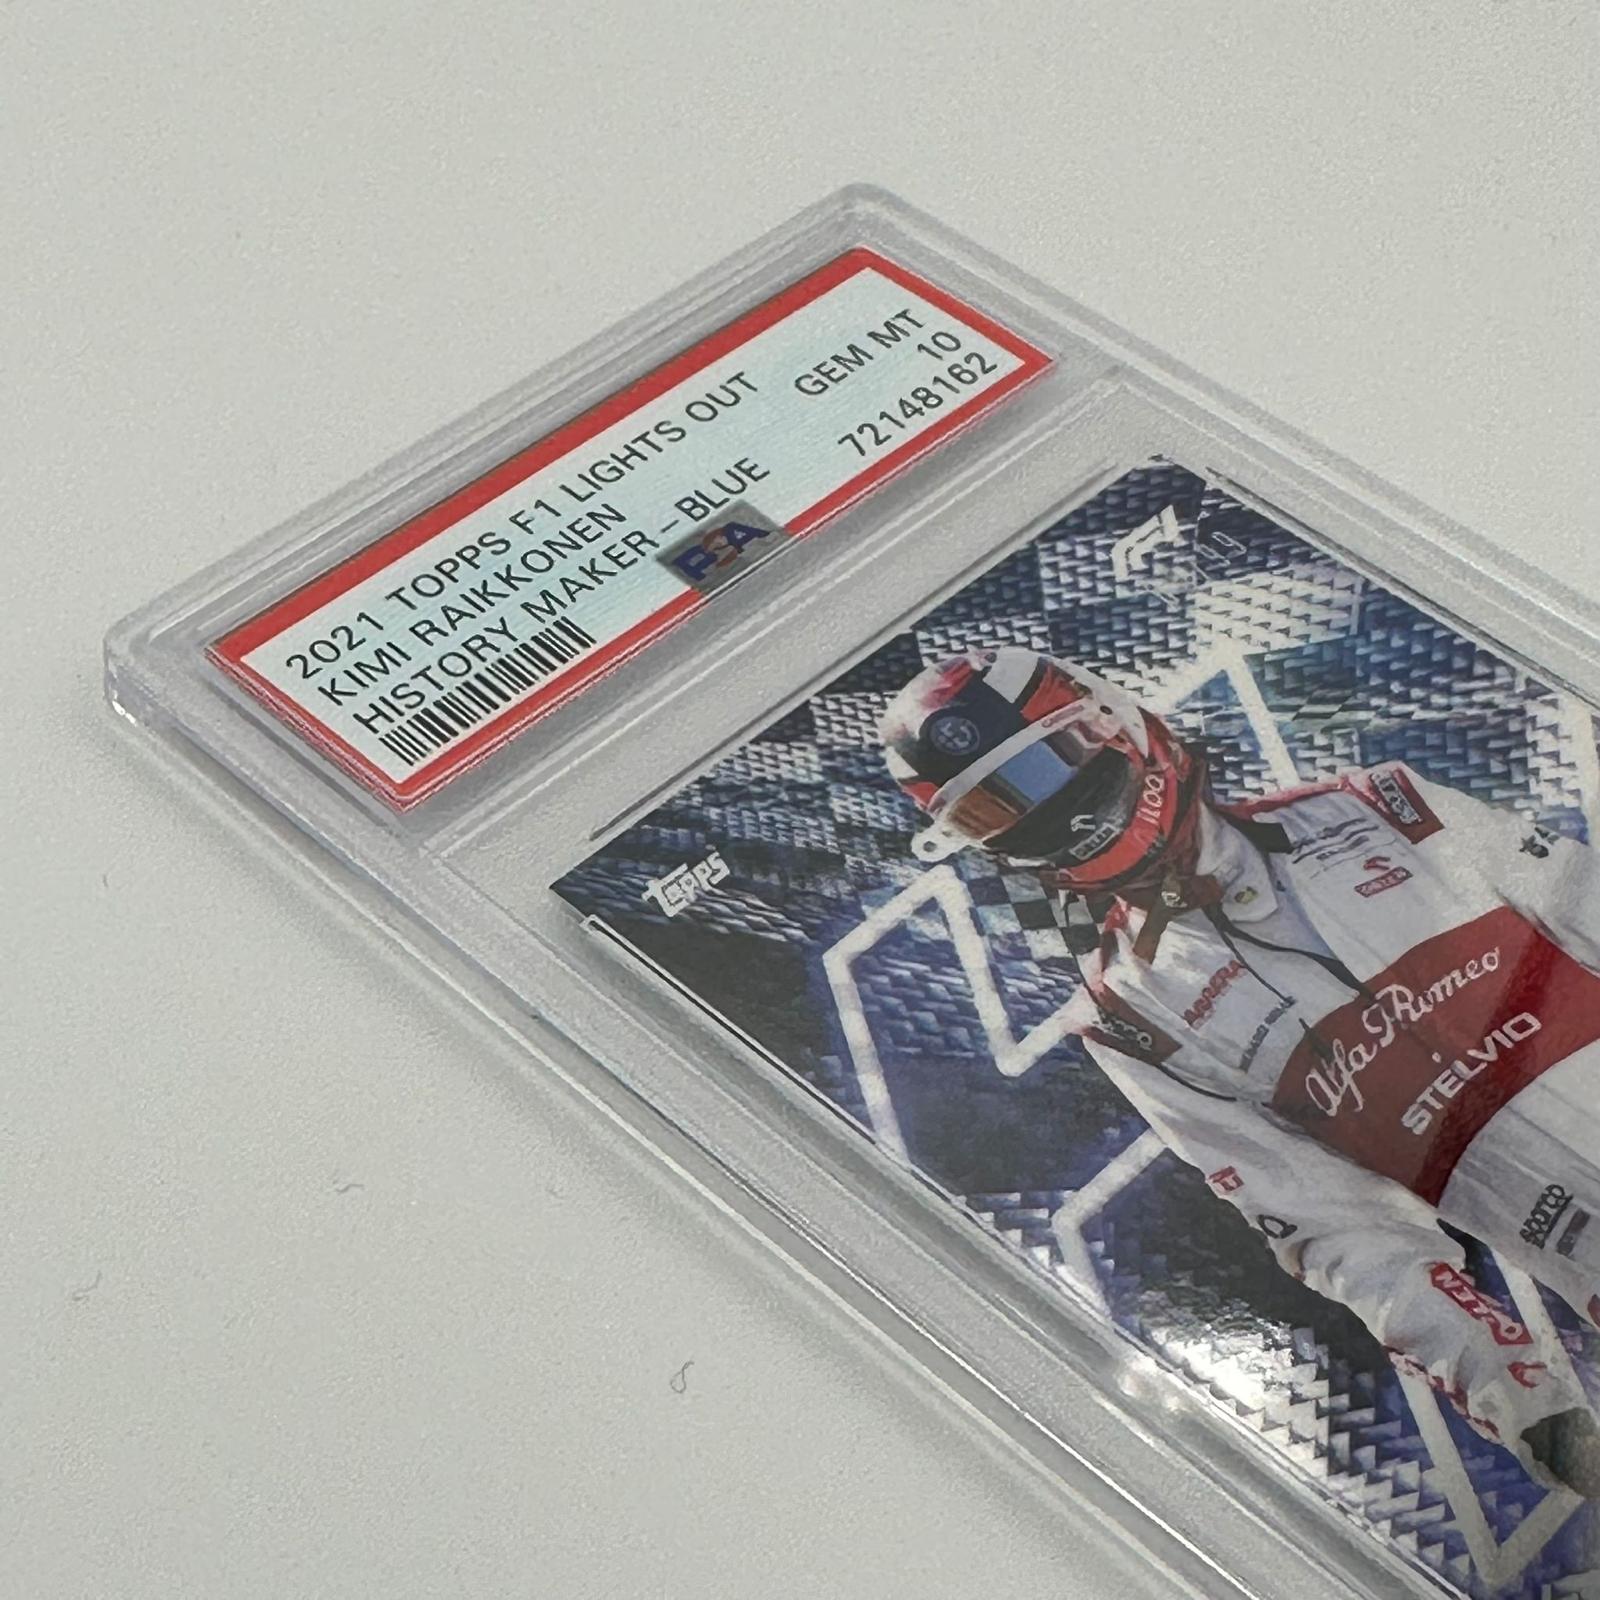 2021 TOPPS F1 LIGHTS OUT
KIMI RAIKKONEN
HISTORY MAKER – BLUE
GEM MT
10
72148162
PSA
Topps
Alfa Romeo
STELVIO
ORLEN